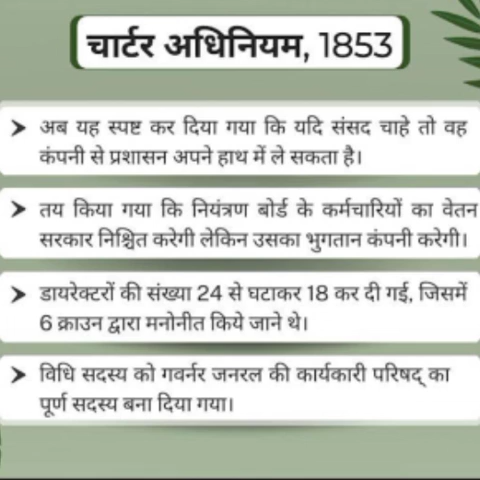 चार्टर अधिनियम, 1853
➤ अब यह स्पष्ट कर दिया गया कि यदि संसद चाहे तो वह
कंपनी से प्रशासन अपने हाथ में ले सकता है।
➤ तय किया गया कि नियंत्रण बोर्ड के कर्मचारियों का वेतन
सरकार निश्चित करेगी लेकिन उसका भुगतान कंपनी करेगी।
➤ डायरेक्टरों की संख्या 24 से घटाकर 18 कर दी गई, जिसमें
6 क्राउन द्वारा मनोनीत किये जाने थे।
➤ विधि सदस्य को गवर्नर जनरल की कार्यकारी परिषद् का
पूर्ण सदस्य बना दिया गया।